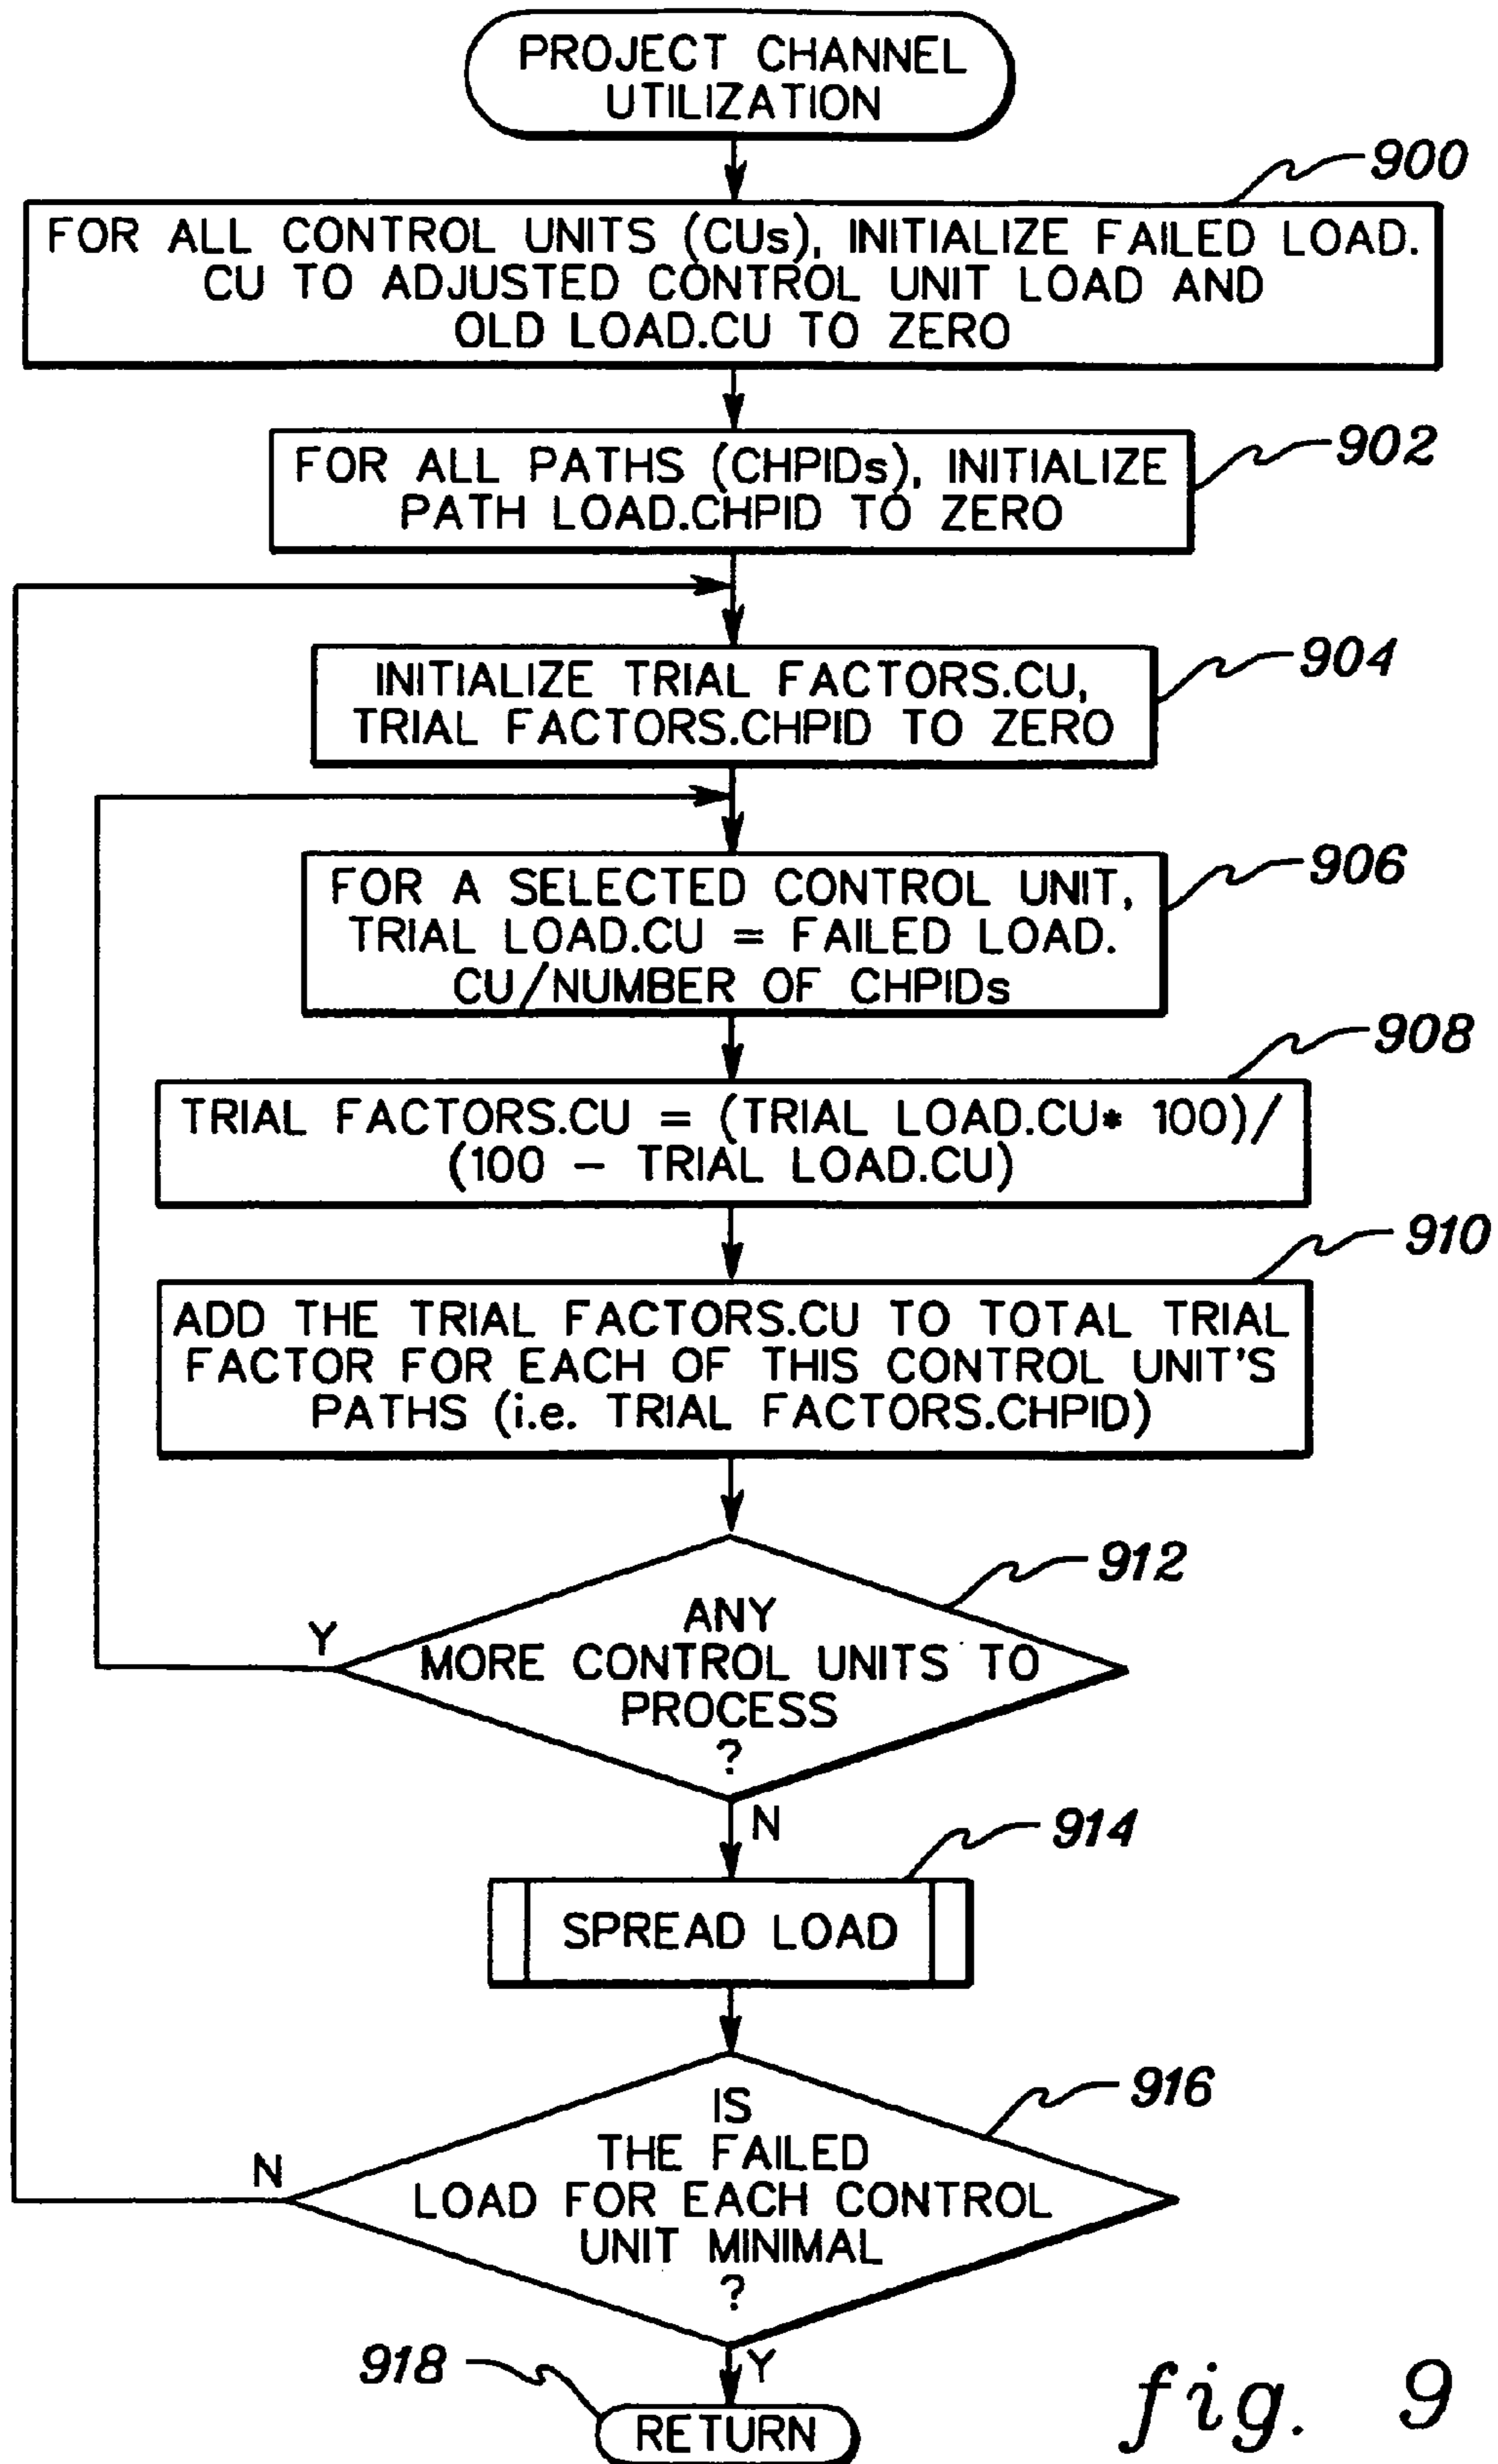 PROJECT CHANNEL
UTILIZATION
900
FOR ALL CONTROL UNITS (CUs), INITIALIZE FAILED LOAD.
CU TO ADJUSTED CONTROL UNIT LOAD AND
OLD LOAD.CU TO ZERO
902
FOR ALL PATHS (CHPIDs), INITIALIZE
PATH LOAD.CHPID TO ZERO
904
INITIALIZE TRIAL FACTORS.CU,
TRIAL FACTORS.CHPID TO ZERO
906
FOR A SELECTED CONTROL UNIT,
TRIAL LOAD.CU = FAILED LOAD.
CU/NUMBER OF CHPIDs
908
TRIAL FACTORS.CU = (TRIAL LOAD.CU* 100)/
(100 - TRIAL LOAD.CU)
910
ADD THE TRIAL FACTORS.CU TO TOTAL TRIAL
FACTOR FOR EACH OF THIS CONTROL UNIT'S
PATHS (i.e. TRIAL FACTORS.CHPID)
912
ANY
Y
MORE CONTROL UNITS TO
PROCESS
?
N
914
SPREAD LOAD
916
IS
THE FAILED
N
LOAD FOR EACH CONTROL
UNIT MINIMAL
?
Y
918
RETURN
fig. 9